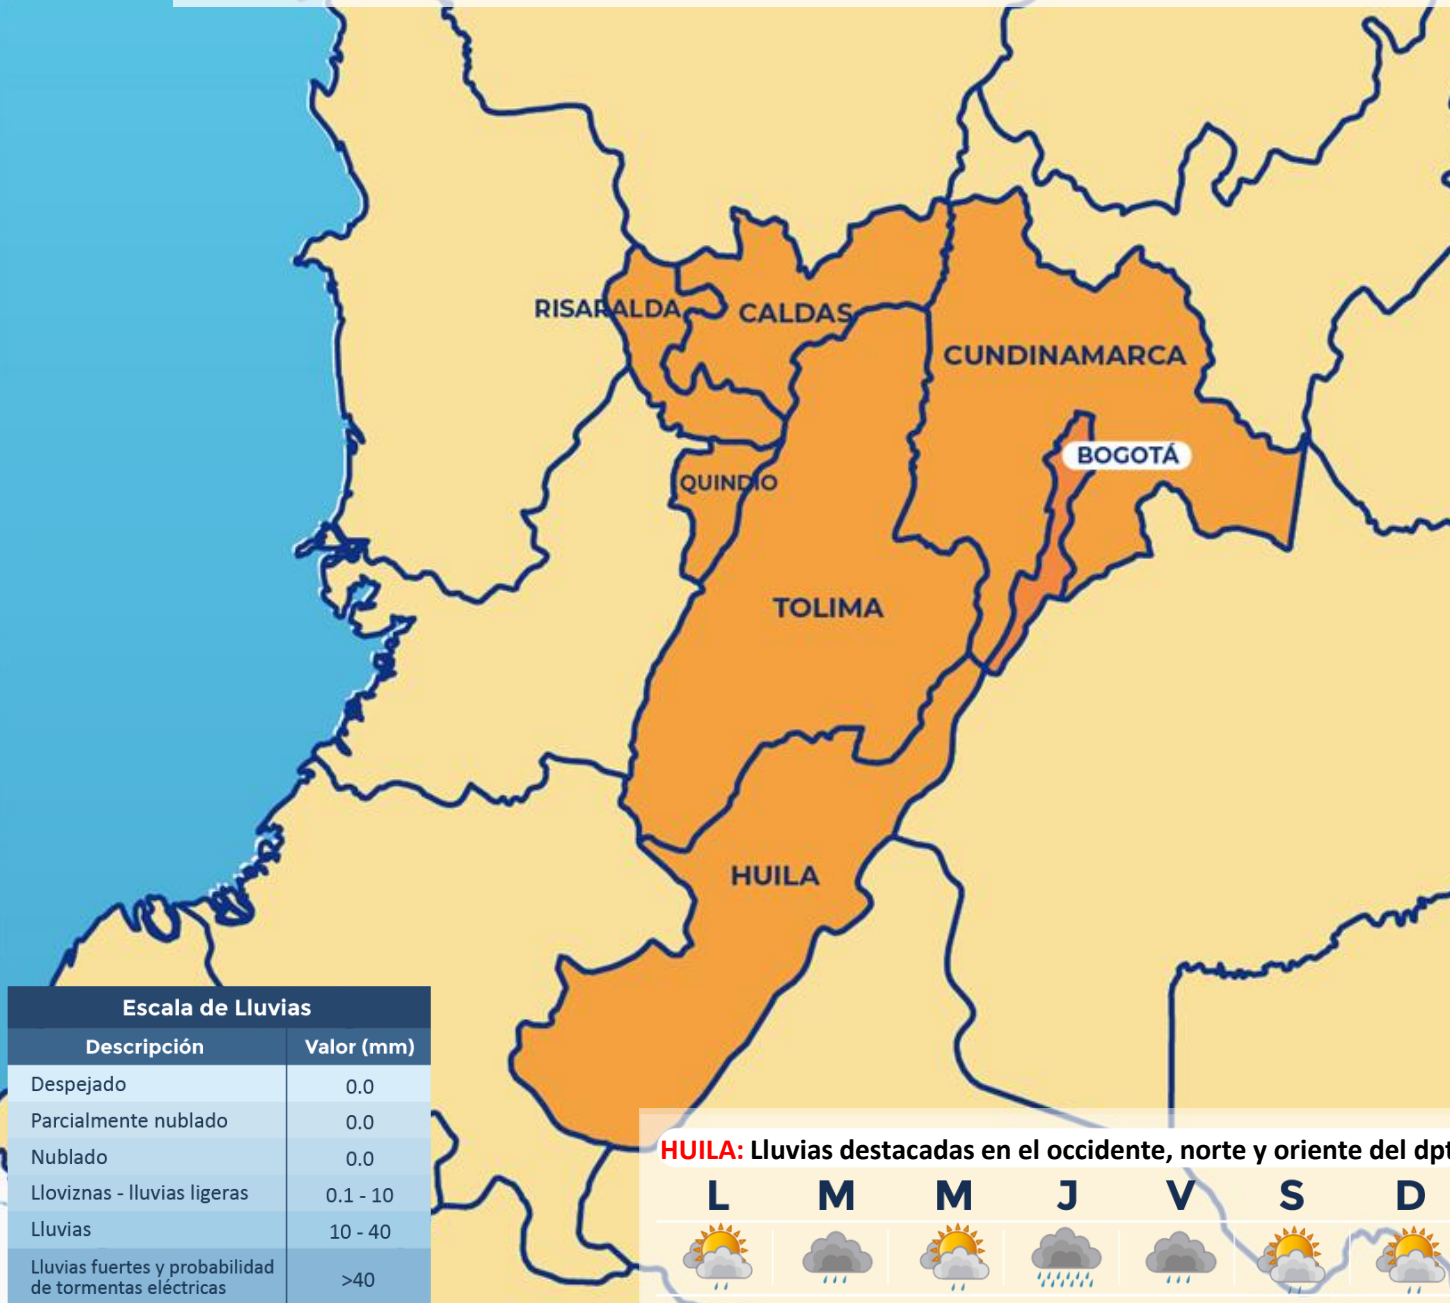 RISARALDA
CALDAS
CUNDINAMARCA
BOGOTÁ
QUINDIO
TOLIMA
HUILA
Escala de Lluvias
Descripción Valor (mm)
Despejado 0.0
Parcialmente nublado 0.0
Nublado 0.0
Lloviznas - lluvias ligeras 0.1 - 10
Lluvias 10 - 40
Lluvias fuertes y probabilidad
de tormentas eléctricas >40
HUILA: Lluvias destacadas en el occidente, norte y oriente del dpt
L M M J V S D